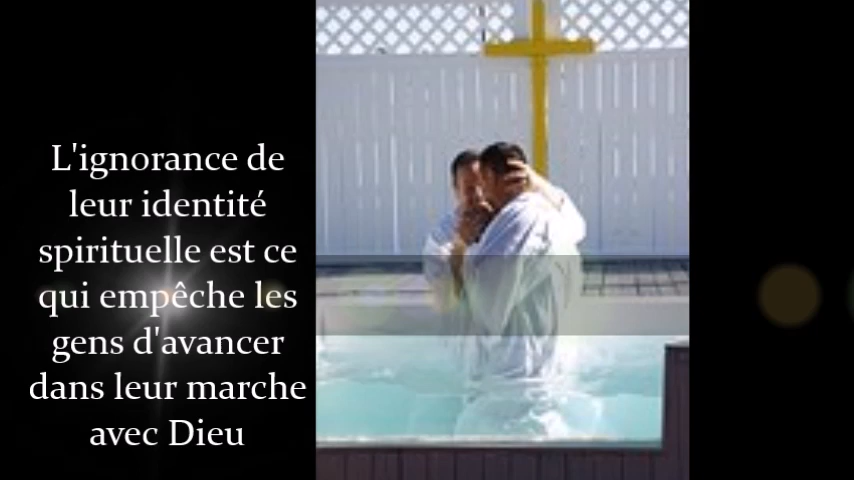 L'ignorance de
leur identité
spirituelle est ce
qui empêche les
gens d'avancer
dans leur marche
avec Dieu